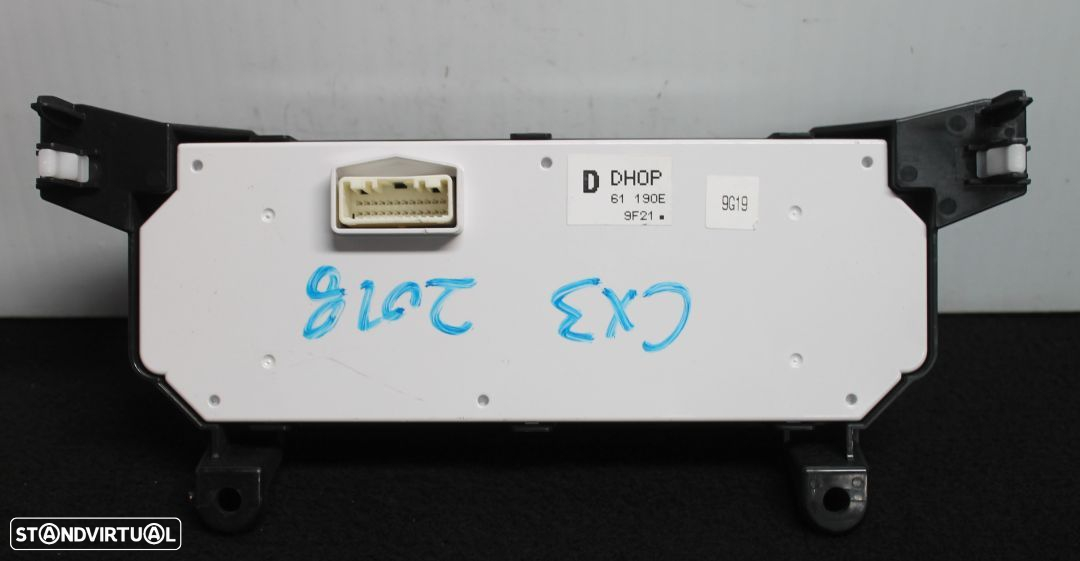 D DHOP
61 190E
9F21 ▪
9G19
CX3 2018
STANDVIRTUAL